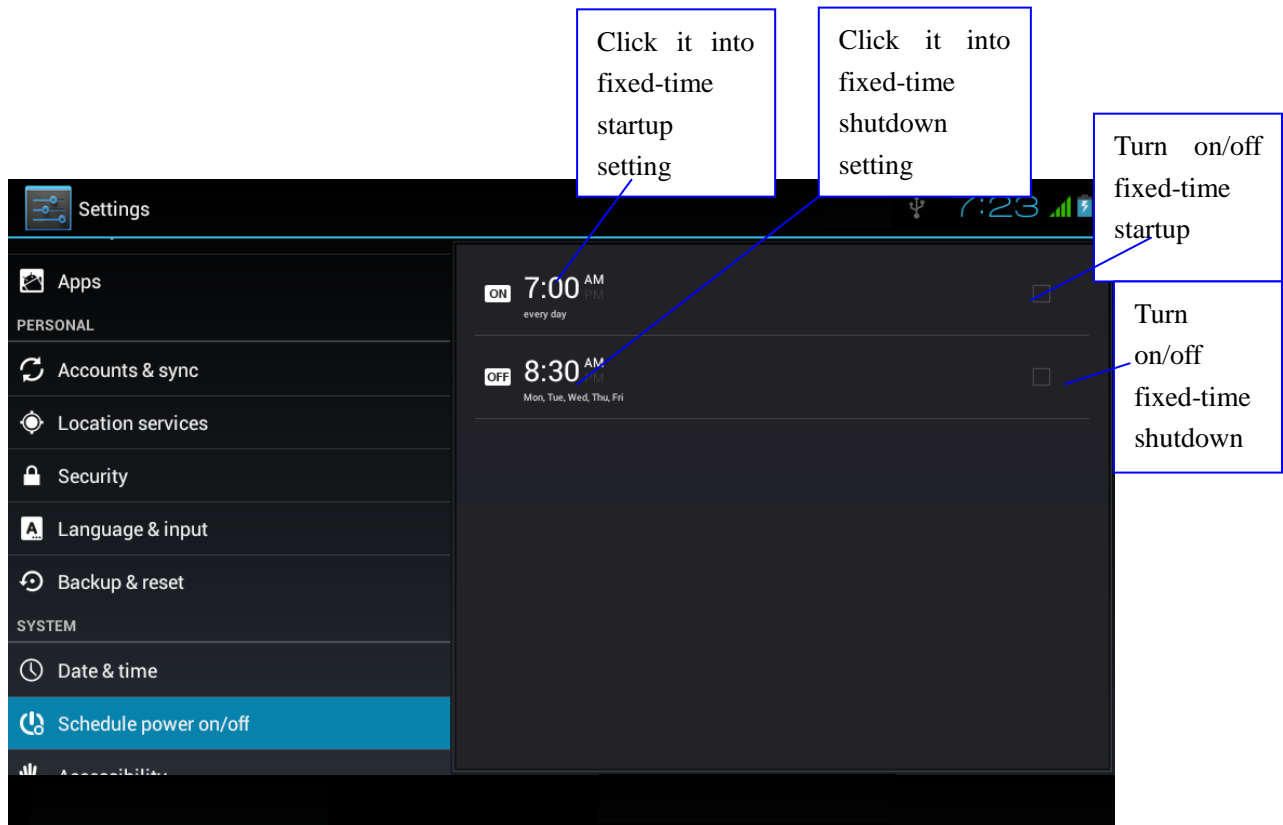 Click it into
fixed-time
startup
setting
Click it into
fixed-time
shutdown
setting
Turn on/off
fixed-time
startup
Turn
on/off
fixed-time
shutdown
Settings
7:23
Apps
PERSONAL
Accounts & sync
Location services
Security
Language & input
Backup & reset
SYSTEM
Date & time
Schedule power on/off
Accessibility
ON 7:00 AM
PM
every day
OFF 8:30 AM
PM
Mon, Tue, Wed, Thu, Fri